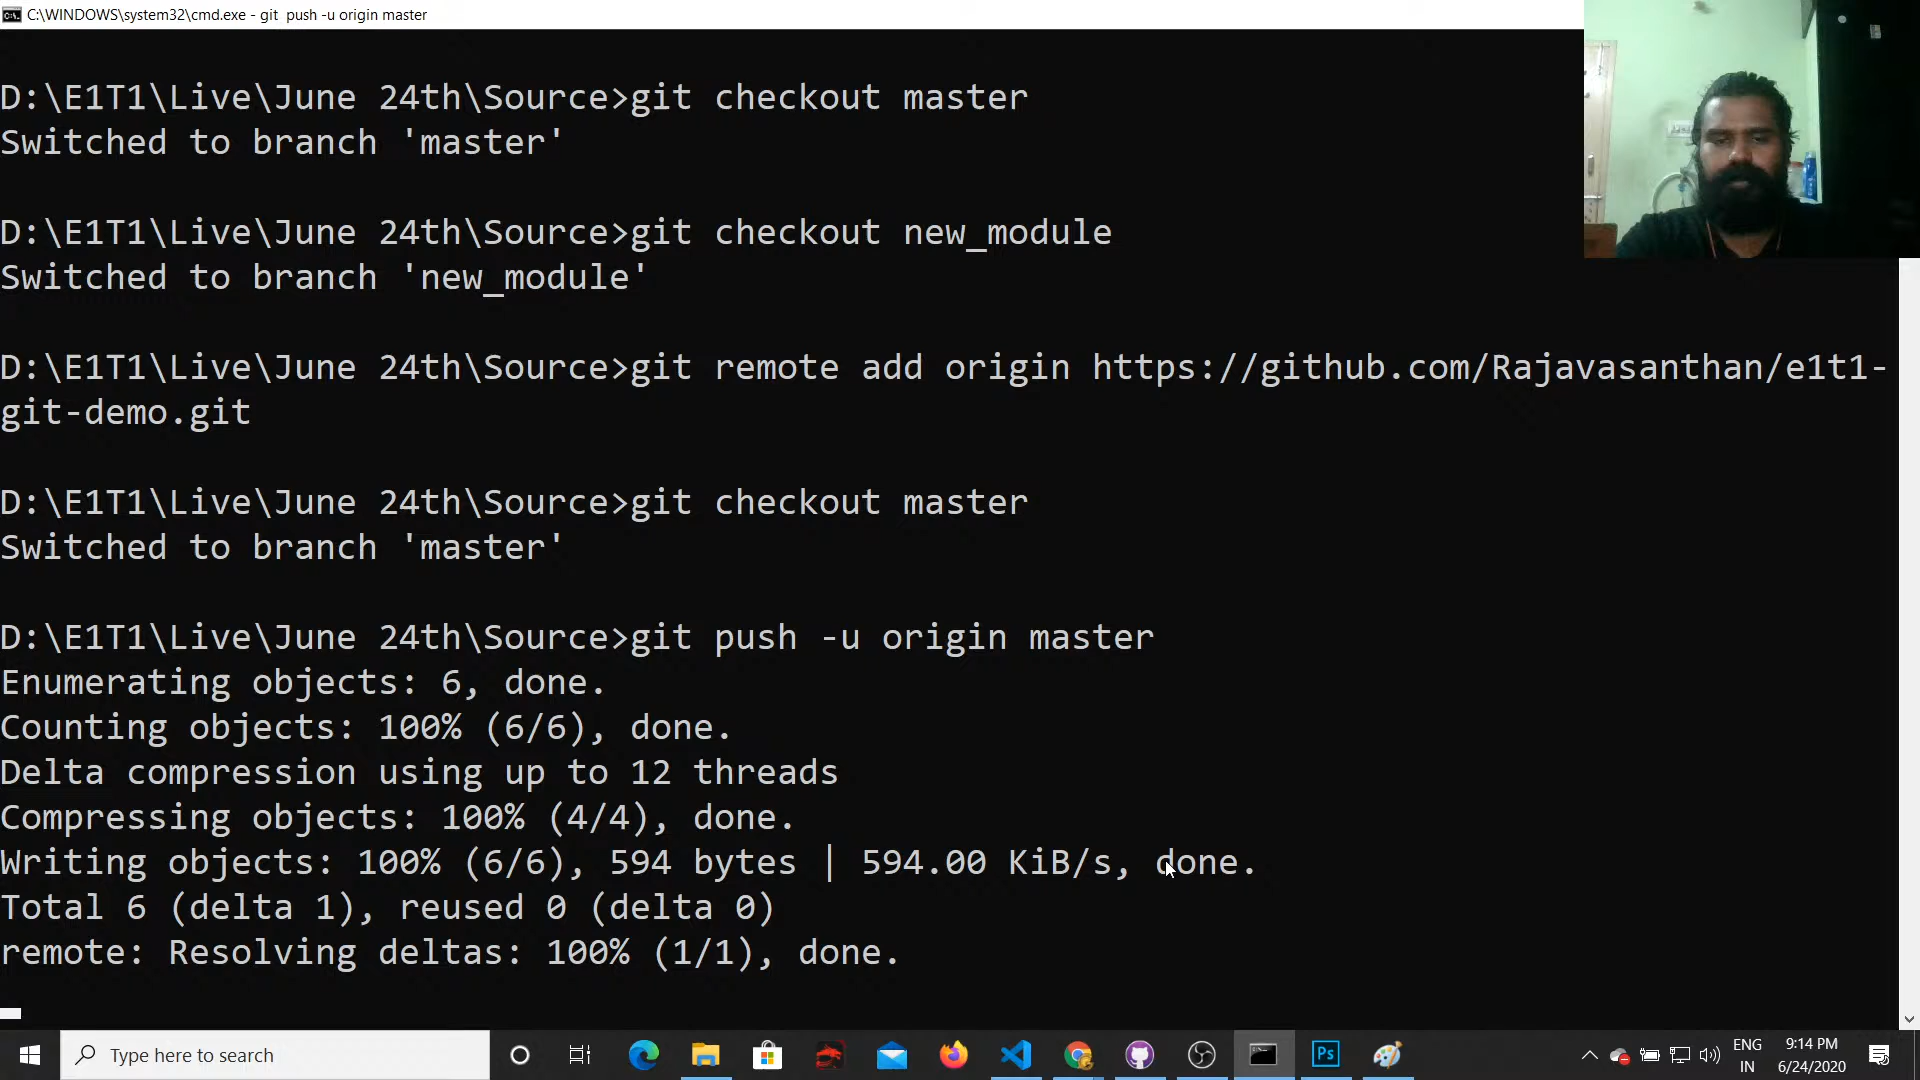 C:\WINDOWS\system32\cmd.exe - git  push -u origin master
D:\E1T1\Live\June 24th\Source>git checkout master
Switched to branch 'master'
D:\E1T1\Live\June 24th\Source>git checkout new_module
Switched to branch 'new_module'
D:\E1T1\Live\June 24th\Source>git remote add origin https://github.com/Rajavasanthan/e1t1-
git-demo.git
D:\E1T1\Live\June 24th\Source>git checkout master
Switched to branch 'master'
D:\E1T1\Live\June 24th\Source>git push -u origin master
Enumerating objects: 6, done.
Counting objects: 100% (6/6), done.
Delta compression using up to 12 threads
Compressing objects: 100% (4/4), done.
Writing objects: 100% (6/6), 594 bytes | 594.00 KiB/s, done.
Total 6 (delta 1), reused 0 (delta 0)
remote: Resolving deltas: 100% (1/1), done.
Type here to search
Ps
ENG
IN
9:14 PM
6/24/2020